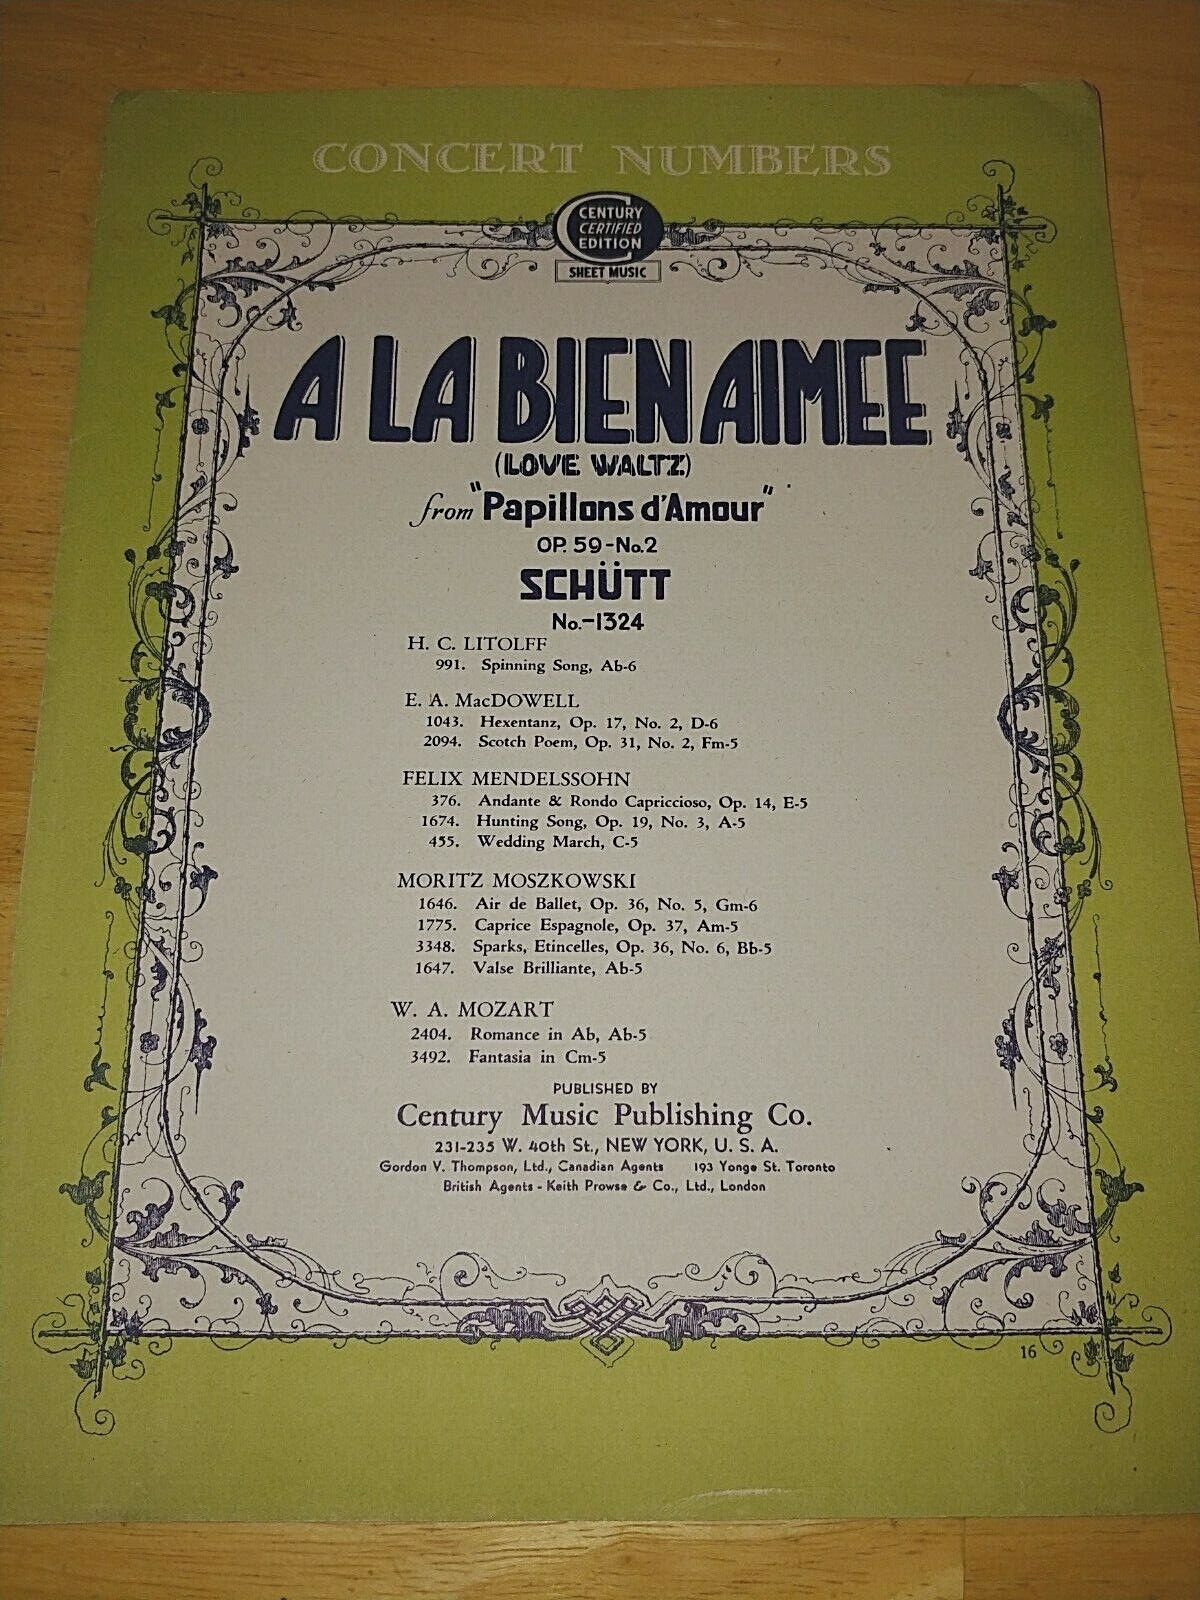 CONCERT NUMBERS
CENTURY
CERTIFIED
EDITION
SHEET MUSIC
A LA BIEN AIMEE
(LOVE WALTZ)
from "Papillons d'Amour"
OP. 59-No.2
SCHÜTT
No.-1324
H. C. LITOLFF
991. Spinning Song, Ab-6
E. A. MacDOWELL
1043. Hexentanz, Op. 17, No. 2, D-6
2094. Scotch Poem, Op. 31, No. 2, Fm-5
FELIX MENDELSSOHN
376. Andante & Rondo Capriccioso, Op. 14, E-5
1674. Hunting Song, Op. 19, No. 3, A-5
455. Wedding March, C-5
MORITZ MOSZKOWSKI
1646. Air de Ballet, Op. 36, No. 5, Gm-6
1775. Caprice Espagnole, Op. 37, Am-5
3348. Sparks, Etincelles, Op. 36, No. 6, Bb-5
1647. Valse Brilliante, Ab-5
W. A. MOZART
2404. Romance in Ab, Ab-5
3492. Fantasia in Cm-5
PUBLISHED BY
Century Music Publishing Co.
231-235 W. 40th St., NEW YORK, U. S. A.
Gordon V. Thompson, Ltd., Canadian Agents 193 Yonge St. Toronto
British Agents - Keith Prowse & Co., Ltd., London
16